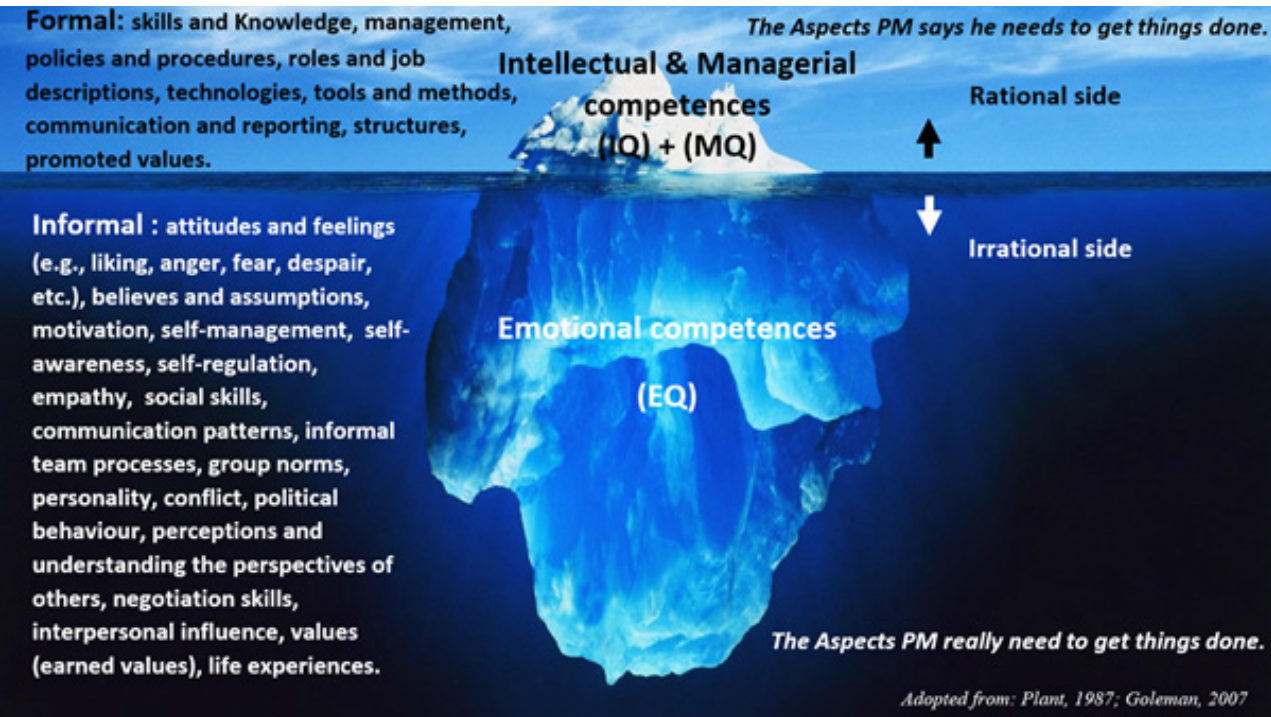 Formal: skills and Knowledge, management,
policies and procedures, roles and job
descriptions, technologies, tools and methods,
communication and reporting, structures,
promoted values.
The Aspects PM says he needs to get things done.
Intellectual & Managerial
competences
(IQ) + (MQ)
Rational side
Informal : attitudes and feelings
(e.g., liking, anger, fear, despair,
etc.), believes and assumptions,
motivation, self-management, self-
awareness, self-regulation,
empathy, social skills,
communication patterns, informal
team processes, group norms,
personality, conflict, political
behaviour, perceptions and
understanding the perspectives of
others, negotiation skills,
interpersonal influence, values
(earned values), life experiences.
Irrational side
Emotional competences
(EQ)
The Aspects PM really need to get things done.
Adopted from: Plant, 1987; Goleman, 2007